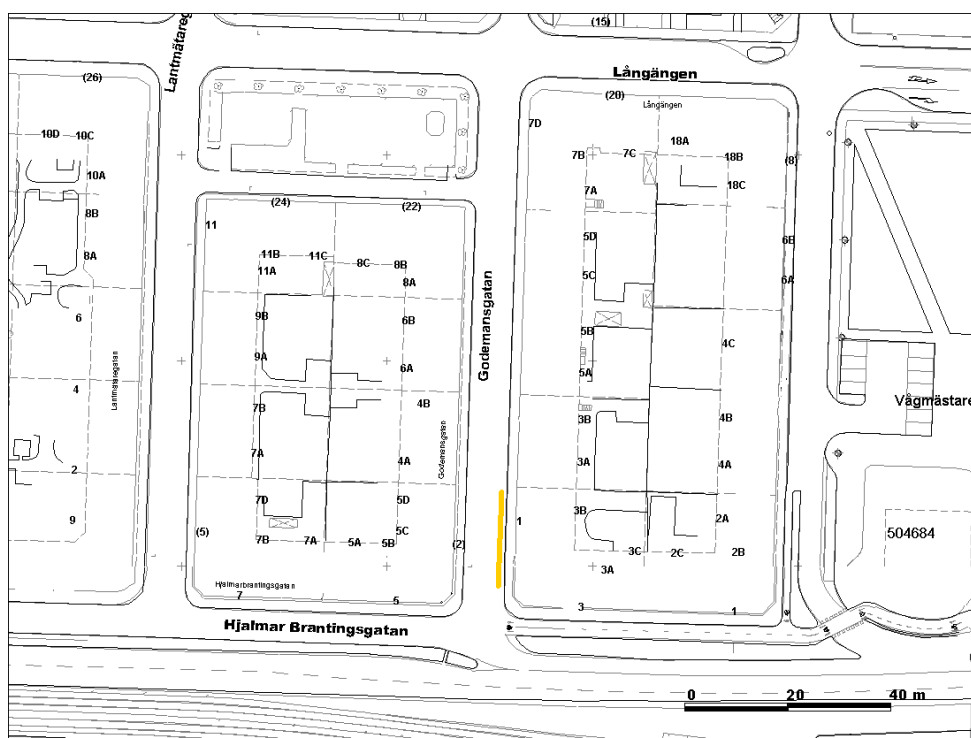 (15)
Lantmätareg
Långängen
(26)
(20)
Långängen
7D
10D
10C
18A
7B
7C
18B
(8)
10A
18C
7A
(24)
(22)
8B
11
5D
6B
8A
11B
11C
8C
8B
11A
8A
5C
6A
6
9B
6B
Godemansgatan
5B
4C
9A
6A
5A
Lantmätaregatan
4
4B
Vågmästare
7B
3B
4B
7A
4A
Godemansgatan
3A
4A
2
7D
5D
3B
9
1
2A
(5)
5C
504684
7B
7A
5A
5B
(2)
3C
2C
2B
3A
Hjalmarbrantingsgatan
7
5
3
1
Hjalmar Brantingsgatan
0
20
40 m